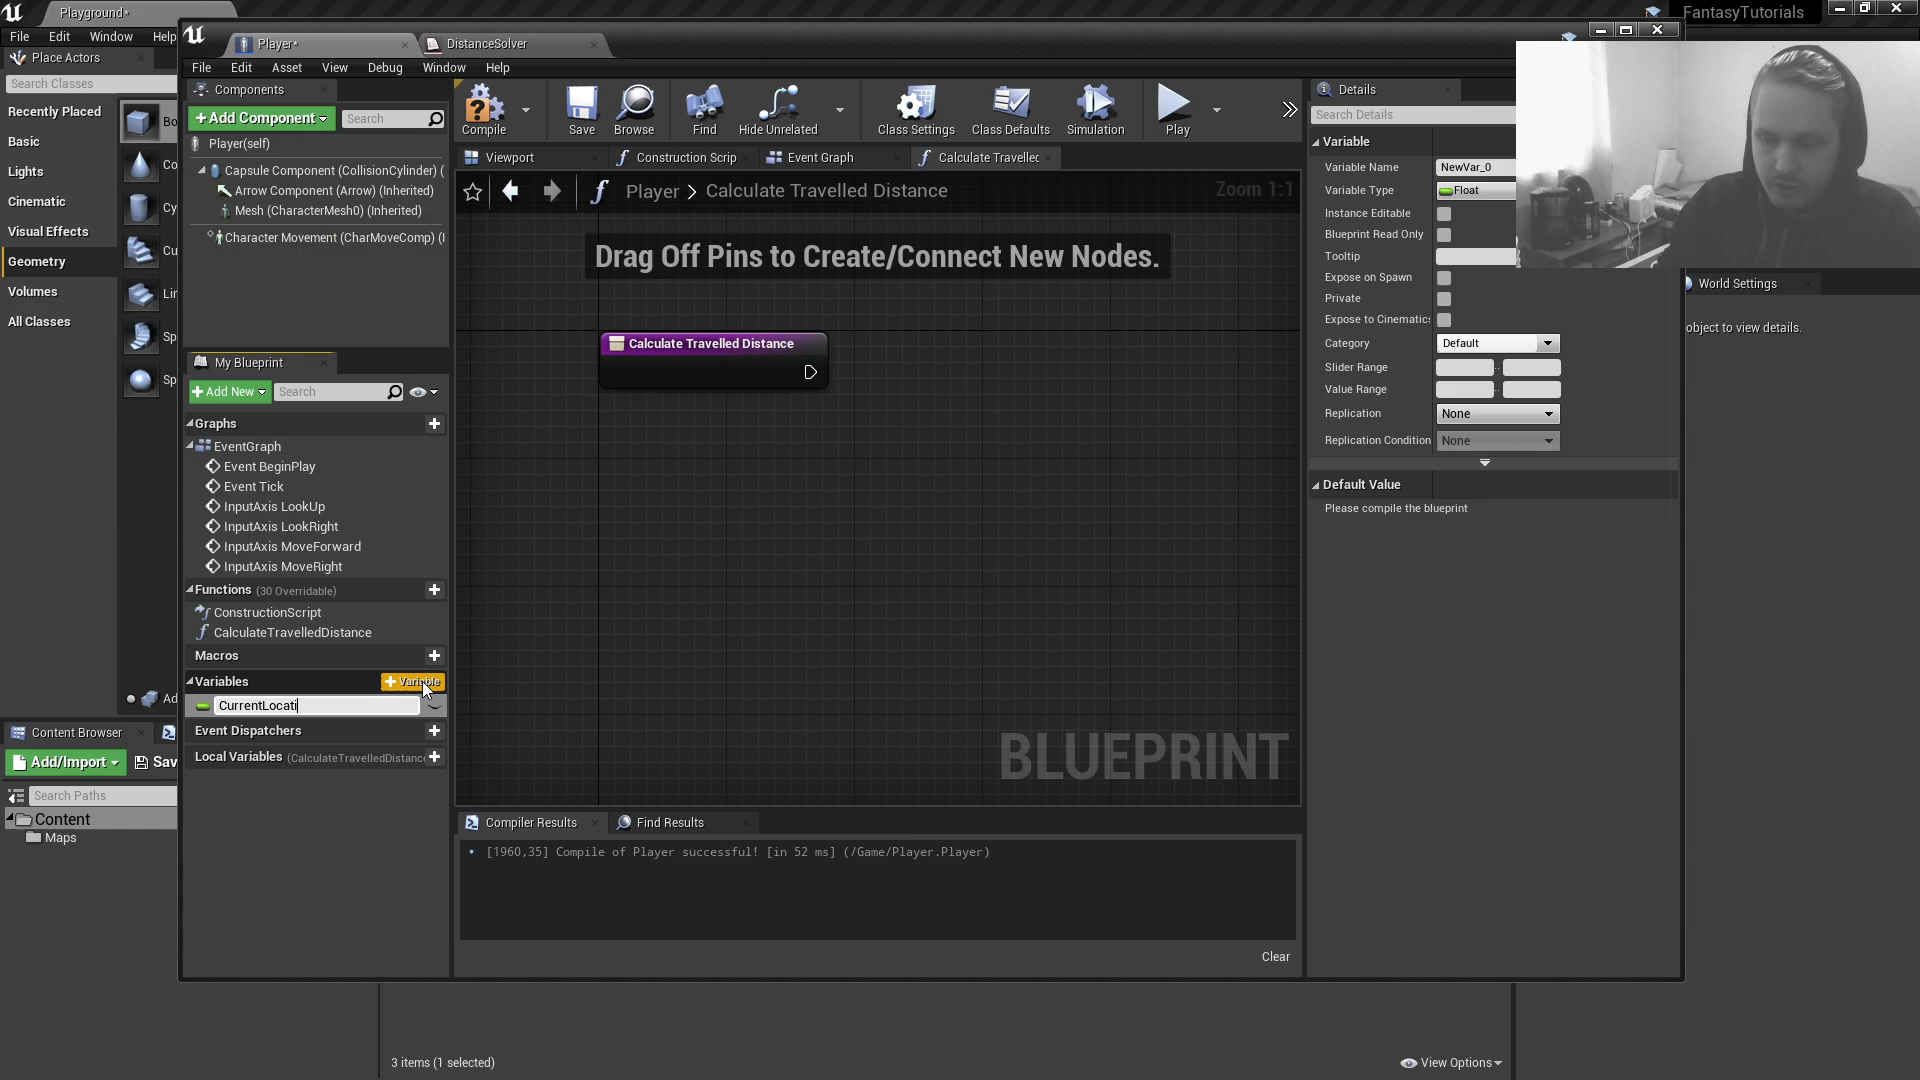 Playground*
FantasyTutorials
File Edit Window Help
Player*
DistanceSolver
Place Actors
File Edit Asset View Debug Window Help
Search Classes
Recently Placed
Basic
Lights
Cinematic
Visual Effects
Geometry
Volumes
All Classes
Bo
Co
Cy
Cu
Lin
Sp
Sp
Sp
Ad
Components
+Add Component
Search
Player(self)
Capsule Component (CollisionCylinder) (
Arrow Component (Arrow) (Inherited)
Mesh (CharacterMesh0) (Inherited)
Character Movement (CharMoveComp) (I
My Blueprint
+Add New
Search
Graphs
EventGraph
Event BeginPlay
Event Tick
InputAxis LookUp
InputAxis LookRight
InputAxis MoveForward
InputAxis MoveRight
Functions (30 Overridable)
ConstructionScript
CalculateTravelledDistance
Macros
Variables
+ Variable
CurrentLocati
Event Dispatchers
Local Variables (CalculateTravelledDistanc
Compile
Save
Browse
Find
Hide Unrelated
Class Settings
Class Defaults
Simulation
Play
Viewport
Construction Scrip
Event Graph
Calculate Travellec
Player > Calculate Travelled Distance
Zoom 1:1
Drag Off Pins to Create/Connect New Nodes.
Calculate Travelled Distance
BLUEPRINT
Compiler Results
Find Results
[1960,35] Compile of Player successful! [in 52 ms] (/Game/Player.Player)
Clear
Details
Search Details
Variable
Variable Name NewVar_0
Variable Type Float
Instance Editable
Blueprint Read Only
Tooltip
Expose on Spawn
Private
Expose to Cinematics
Category Default
Slider Range
Value Range
Replication None
Replication Condition None
Default Value
Please compile the blueprint
World Settings
object to view details.
Content Browser
Add/Import
Sav
Search Paths
Content
Maps
3 items (1 selected)
View Options